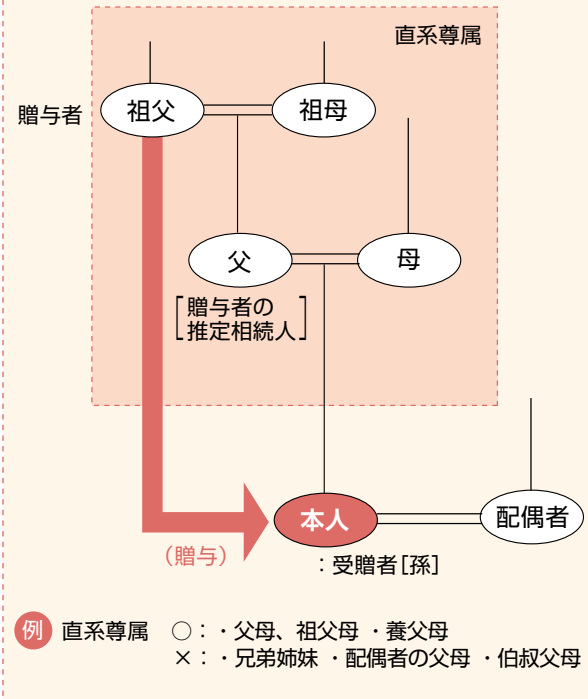 直系尊属
贈与者
祖父
祖母
父
母
[贈与者の
推定相続人]
本人
配偶者
(贈与)
：受贈者[孫]
例 直系尊属 ○：・父母、祖父母 ・養父母
×：・兄弟姉妹 ・配偶者の父母 ・伯叔父母